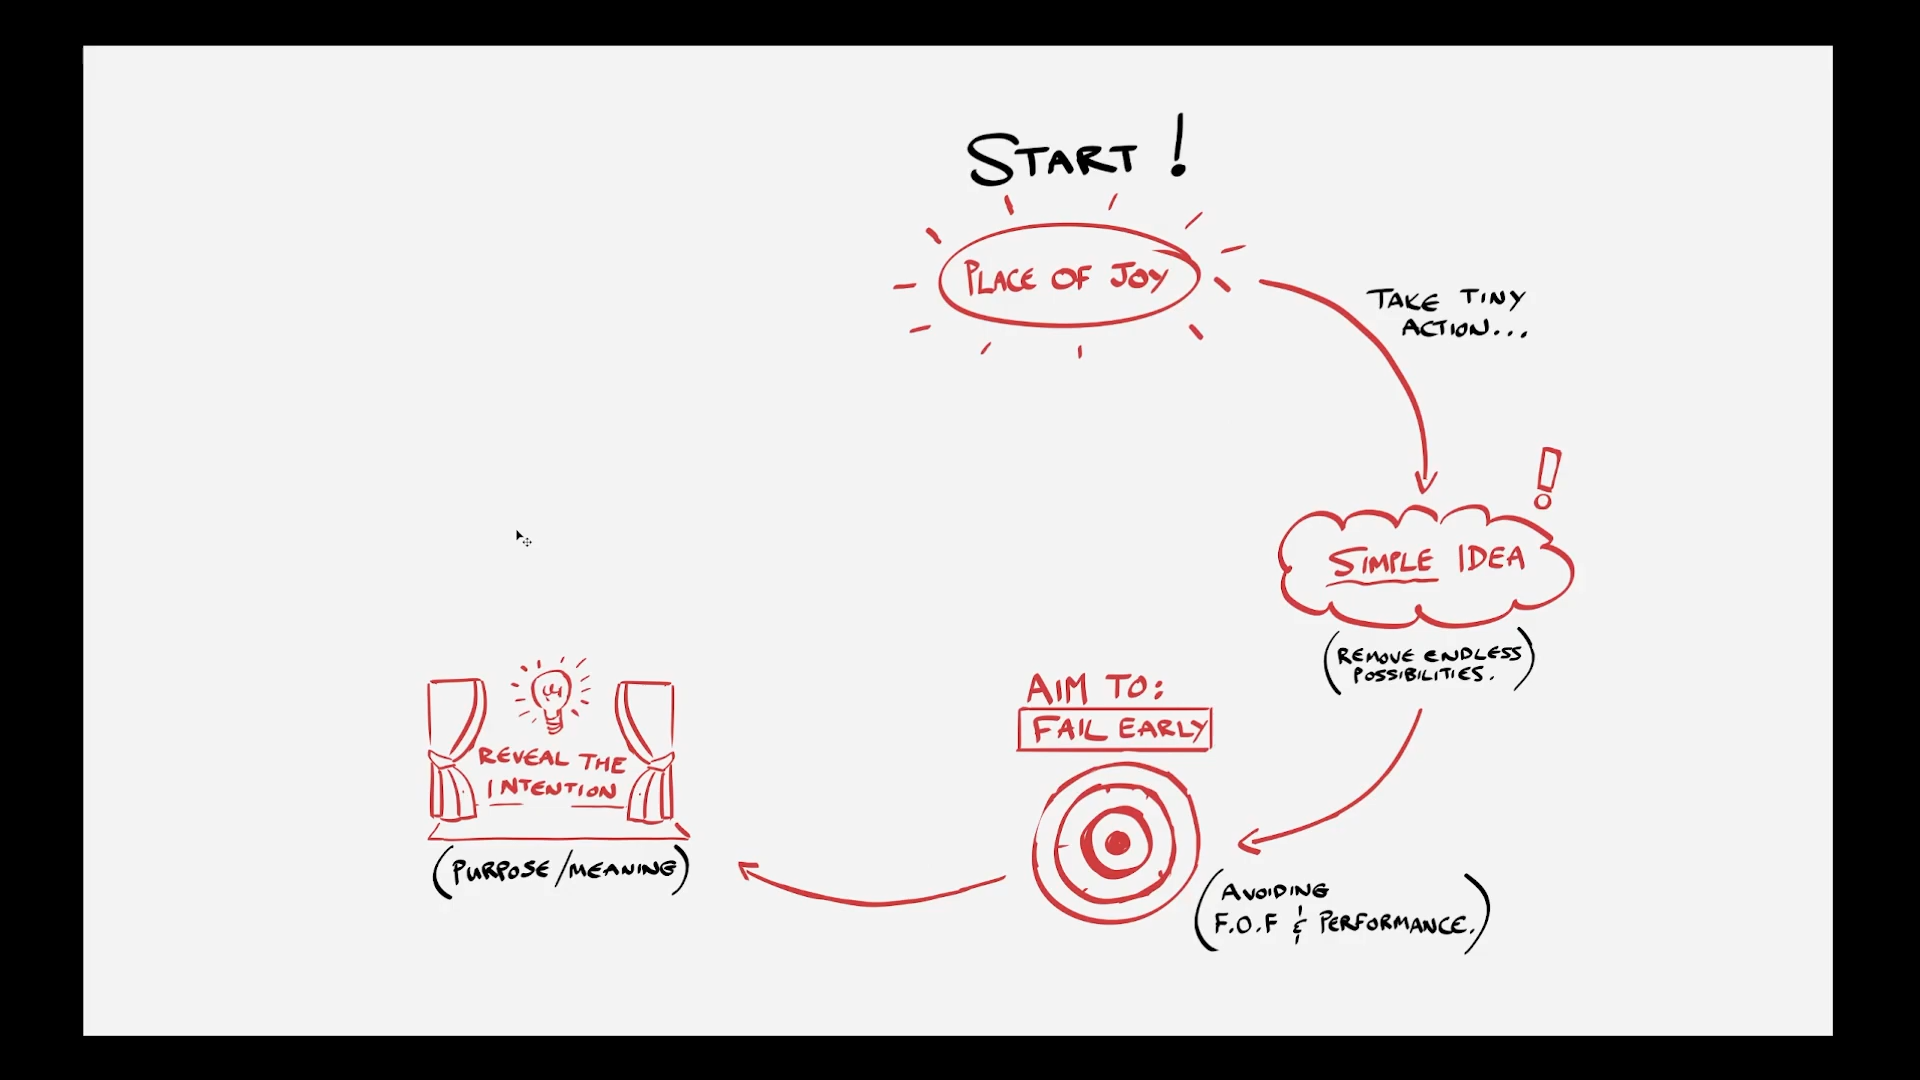 START !
PLACE OF JOY
TAKE TINY
ACTION...
SIMPLE IDEA
(REMOVE ENDLESS
POSSIBILITIES.)
AIM TO:
FAIL EARLY
(AVOIDING
F.O.F & PERFORMANCE.)
REVEAL THE
INTENTION
(PURPOSE/MEANING)